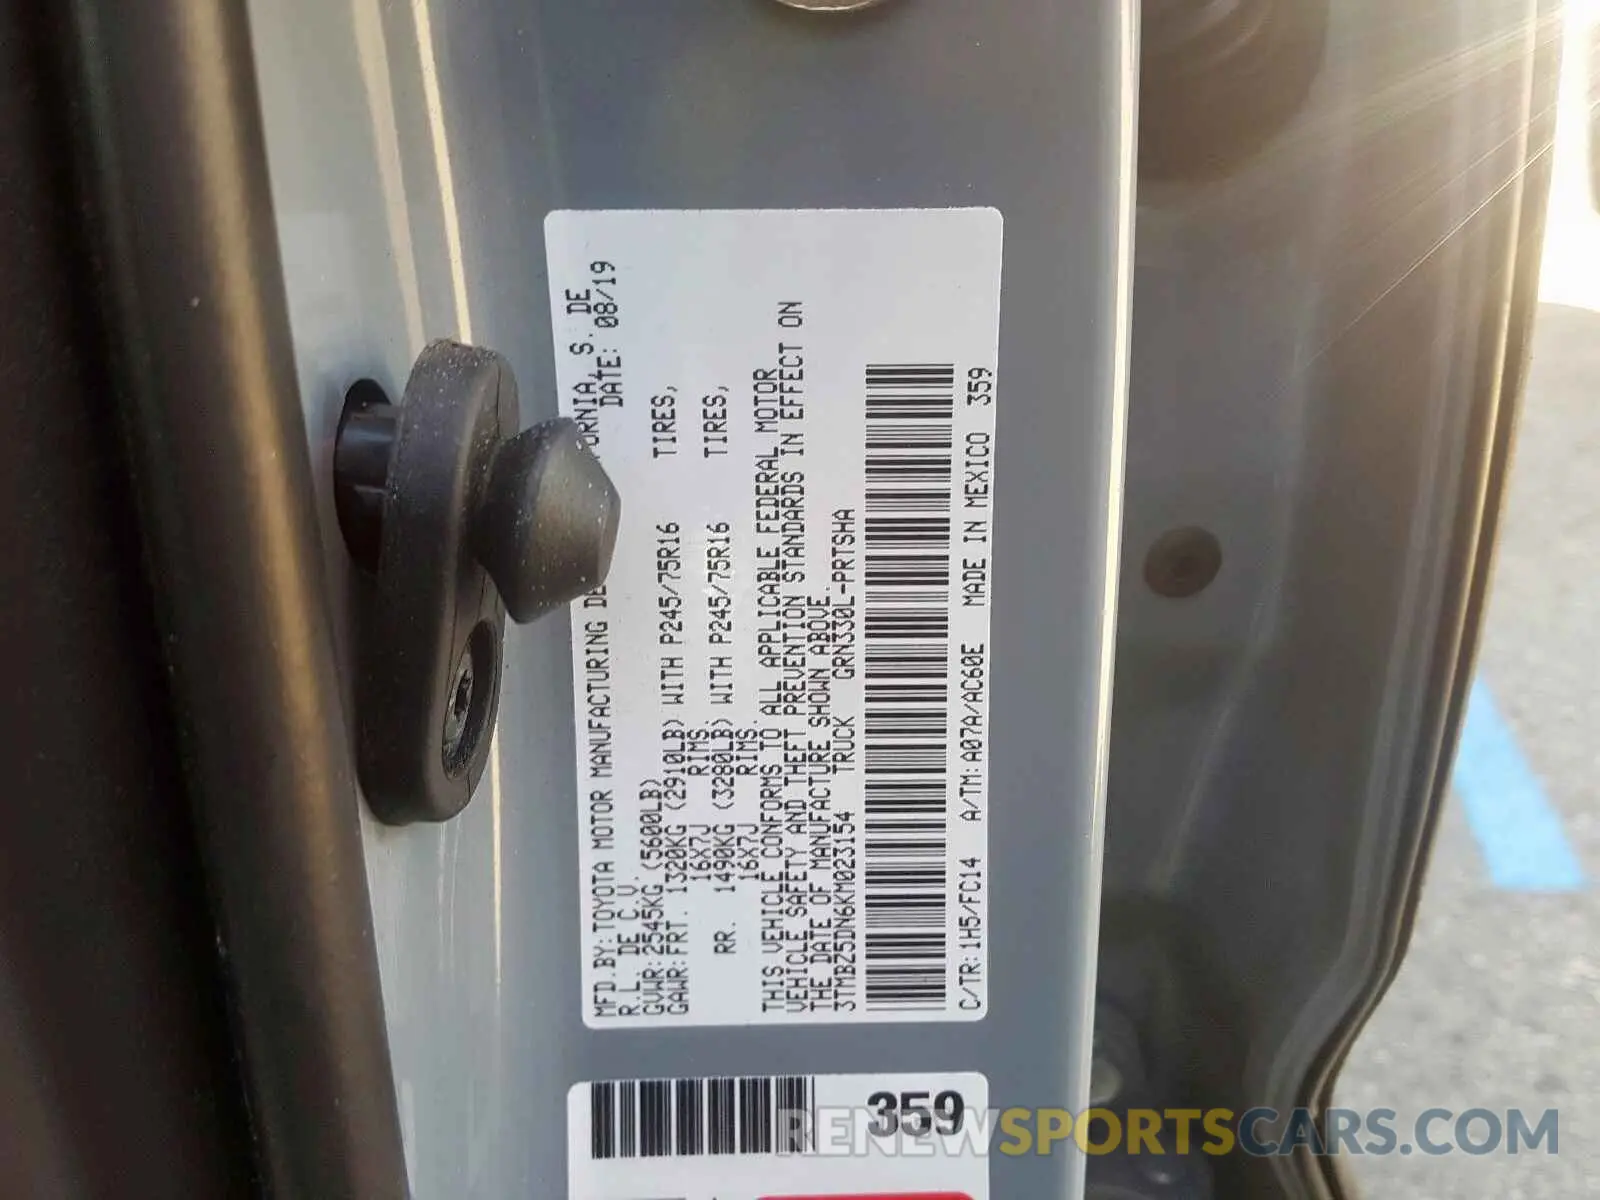 MFD.BY:TOYOTA MOTOR MANUFACTURING DE S. DE
R.L. DE C.V. DATE: 08/19
GVWR:2545KG(5600LB)
GAWR:FRT. 1320KG(2910LB)WITH P245/75R16 TIRES,
16X7J RIMS.
RR. 1490KG(3280LB)WITH P245/75R16 TIRES,
16X7J RIMS.
THIS VEHICLE CONFORMS TO ALL APPLICABLE FEDERAL MOTOR
VEHICLE SAFETY AND THEFT PREVENTION STANDARDS IN EFFECT ON
THE DATE OF MANUFACTURE SHOWN ABOVE.
3TMBZ5DN6KM023154 TRUCK GRN330L-PRTSHA
C/TR:1H5/FC14 A/TM:A07A/AC60E MADE IN MEXICO 359
359
RENEWSPORTSCARS.COM